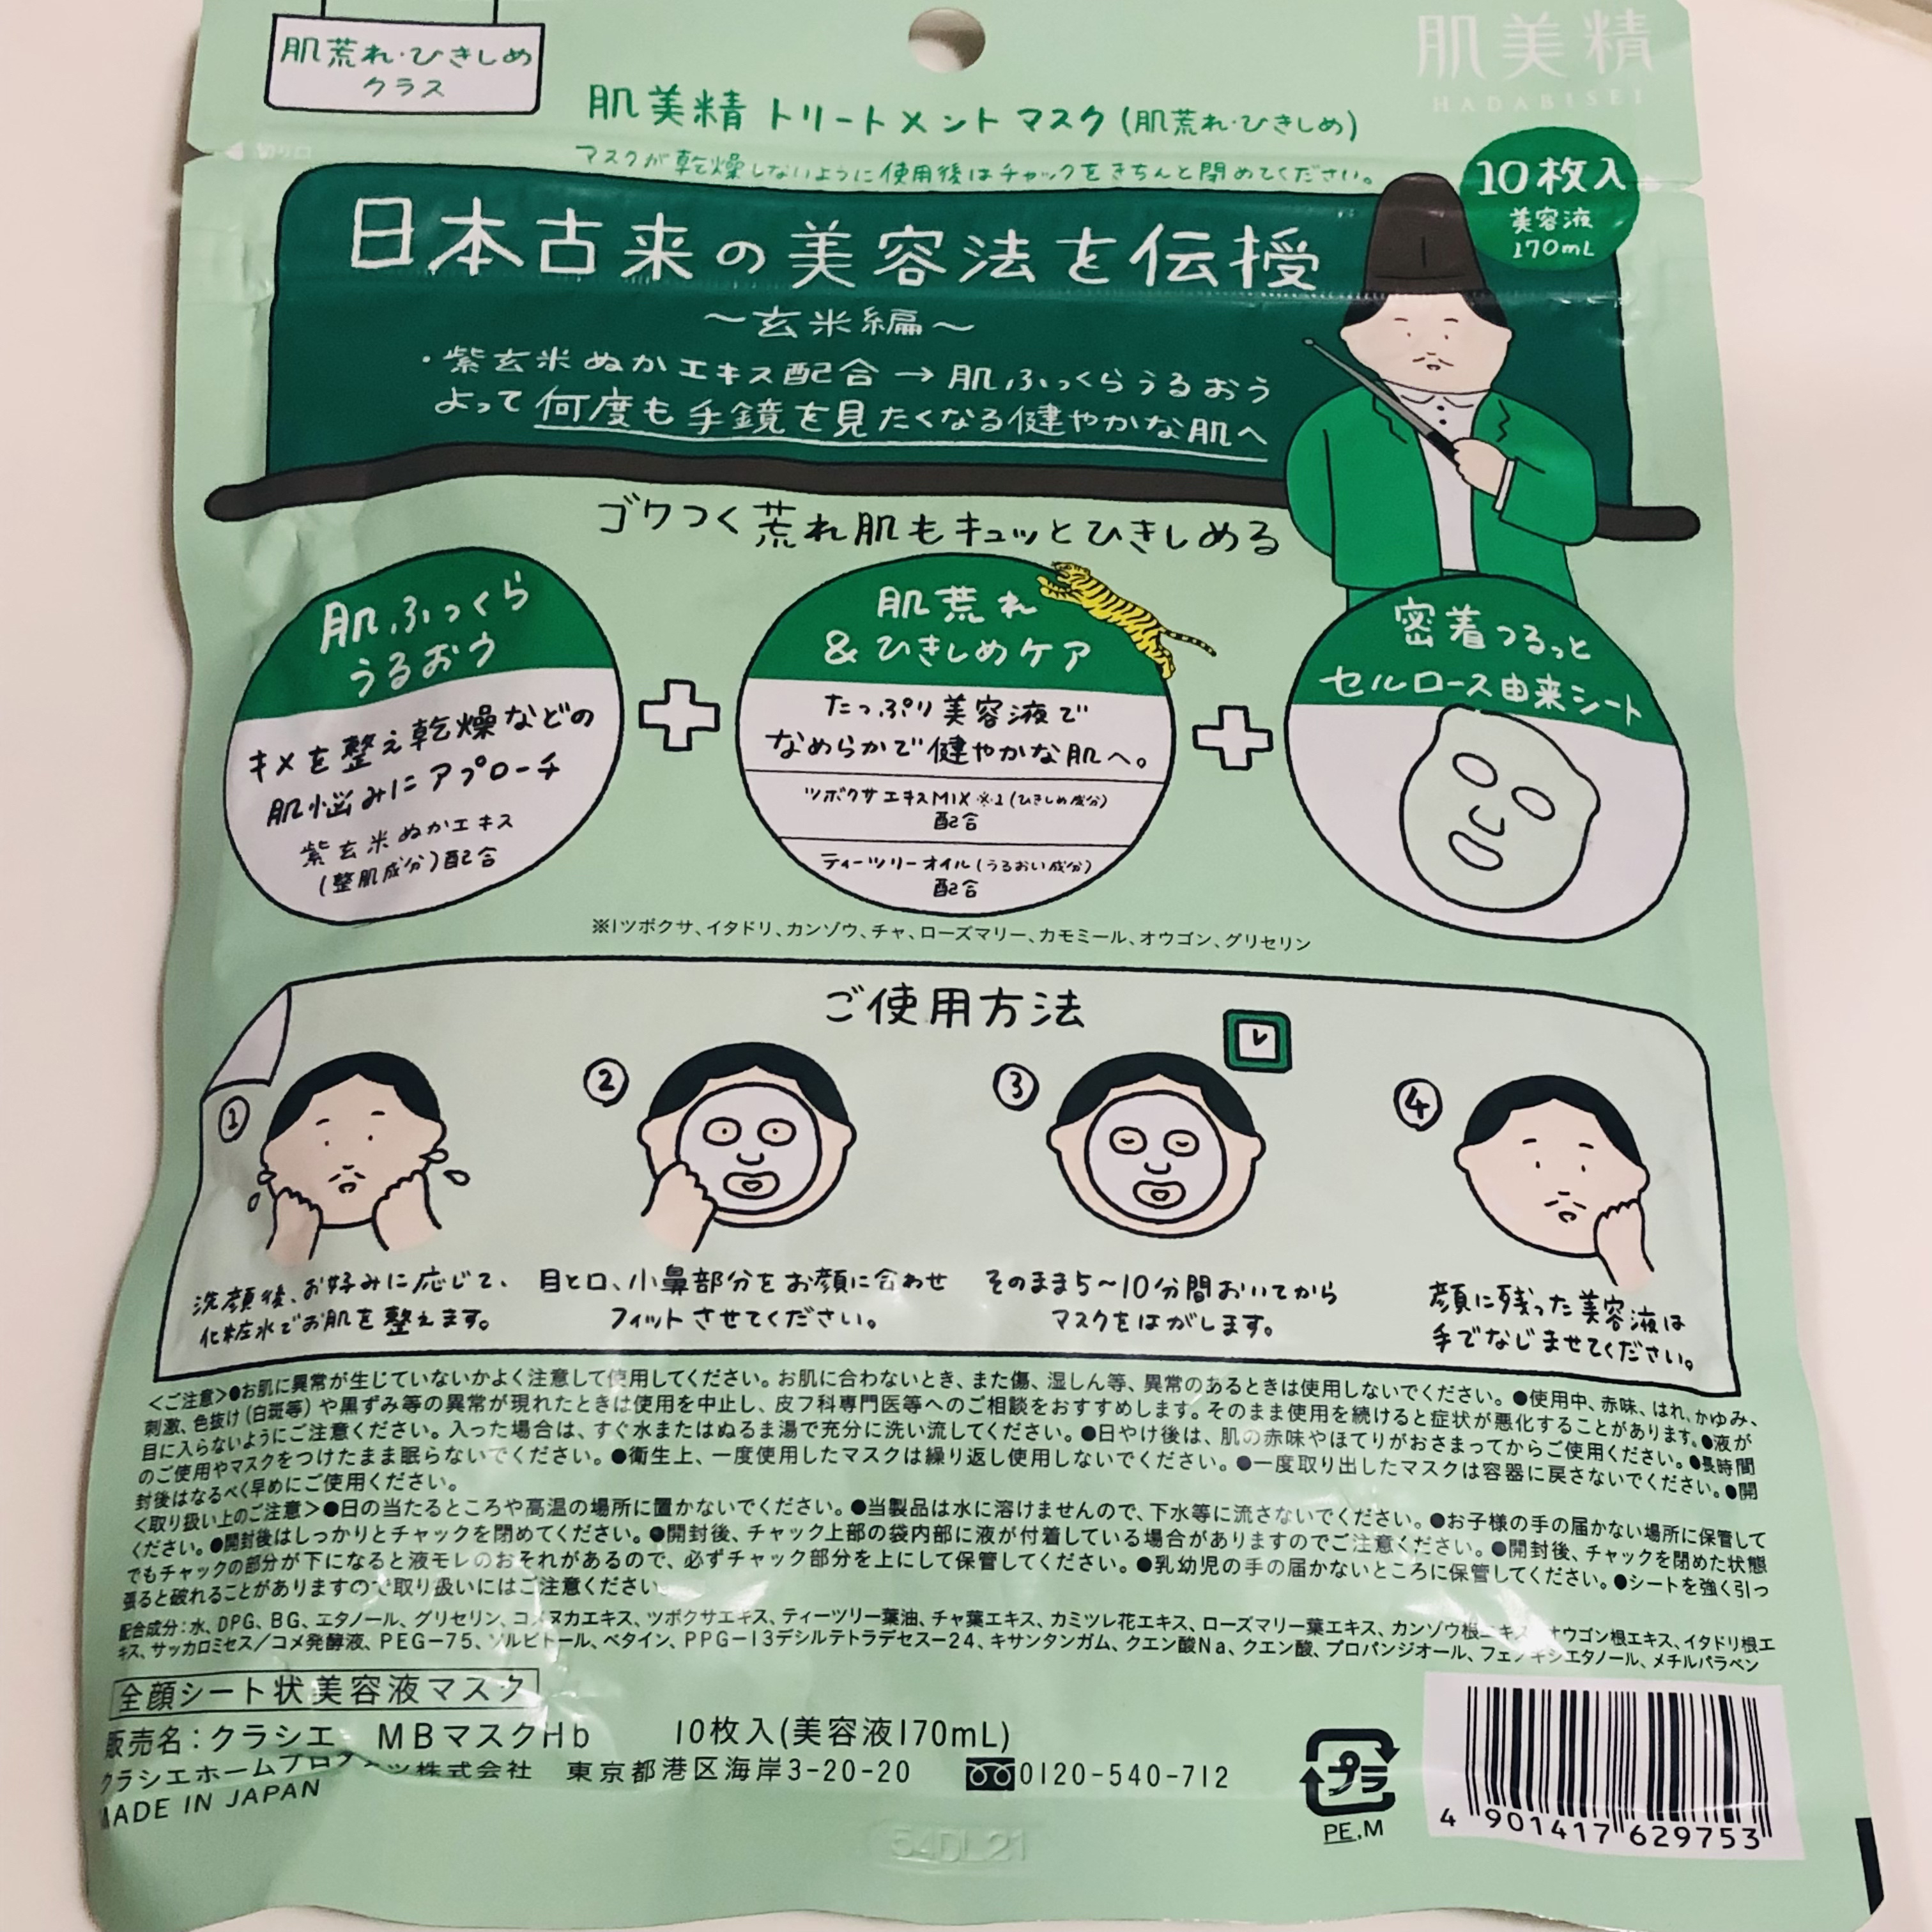 肌荒れ・ひきしめ
クラス
肌美精
HADABISEI
肌美精 トリートメント マスク (肌荒れ・ひきしめ)
切り口
マスクが乾燥しないように使用後はチャックをきちんと閉めてください。
10枚入
美容液
170mL
日本古来の美容法を伝授
〜玄米編〜
・紫玄米ぬかエキス配合→肌ふっくらうるおう
よって何度も手鏡を見たくなる健やかな肌へ
ゴワつく荒れ肌もキュッとひきしめる
肌ふっくら
うるおう
キメを整え乾燥などの
肌悩みにアプローチ
紫玄米ぬかエキス
(整肌成分)配合
肌荒れ
&ひきしめケア
たっぷり美容液で
なめらかで健やかな肌へ。
ツボクサエキスMIX※1(ひきしめ成分)
配合
ティーツリーオイル(うるおい成分)
配合
密着つるっと
セルロース由来シート
※1ツボクサ、イタドリ、カンゾウ、チャ、ローズマリー、カモミール、オウゴン、グリセリン
ご使用方法
①
洗顔後、お好みに応じて、
化粧水でお肌を整えます。
②
目と口、小鼻部分をお顔に合わせ
フィットさせてください。
③
そのまま5〜10分間おいてから
マスクをはがします。
④
顔に残った美容液は
手でなじませてください。
<ご注意>●お肌に異常が生じていないかよく注意して使用してください。お肌に合わないとき、また傷、湿しん等、異常のあるときは使用しないでください。●使用中、赤味、はれ、かゆみ、
刺激、色抜け(白斑等)や黒ずみ等の異常が現れたときは使用を中止し、皮フ科専門医等へのご相談をおすすめします。そのまま使用を続けると症状が悪化することがあります。●液が
目に入らないようにご注意ください。入った場合は、すぐ水またはぬるま湯で充分に洗い流してください。●日やけ後は、肌の赤味やほてりがおさまってからご使用ください。●長時間
のご使用やマスクをつけたまま眠らないでください。●衛生上、一度使用したマスクは繰り返し使用しないでください。●一度取り出したマスクは容器に戻さないでください。●開
封後はなるべく早めにご使用ください。
<取り扱い上のご注意>●日の当たるところや高温の場所に置かないでください。●当製品は水に溶けませんので、下水等に流さないでください。●お子様の手の届かない場所に保管して
ください。●開封後はしっかりとチャックを閉めてください。●開封後、チャック上部の袋内部に液が付着している場合がありますのでご注意ください。●開封後、チャックを閉めた状態
でもチャックの部分が下になると液モレのおそれがあるので、必ずチャック部分を上にして保管してください。●乳幼児の手の届かないところに保管してください。●シートを強く引っ
張ると破れることがありますので取り扱いにはご注意ください
配合成分:水、DPG、BG、エタノール、グリセリン、コメヌカエキス、ツボクサエキス、ティーツリー葉油、チャ葉エキス、カミツレ花エキス、ローズマリー葉エキス、カンゾウ根エキス、オウゴン根エキス、イタドリ根エ
キス、サッカロミセス/コメ発酵液、PEG-75、ソルビトール、ベタイン、PPG-13デシルテトラデセス-24、キサンタンガム、クエン酸Na、クエン酸、プロパンジオール、フェノキシエタノール、メチルパラベン
全顔シート状美容液マスク
販売名:クラシエ MBマスクHb 10枚入(美容液170mL)
クラシエホームプロダクツ株式会社 東京都港区海岸3-20-20 0120-540-712
MADE IN JAPAN
プラ
PE,M
4 901417 629753
54DL21